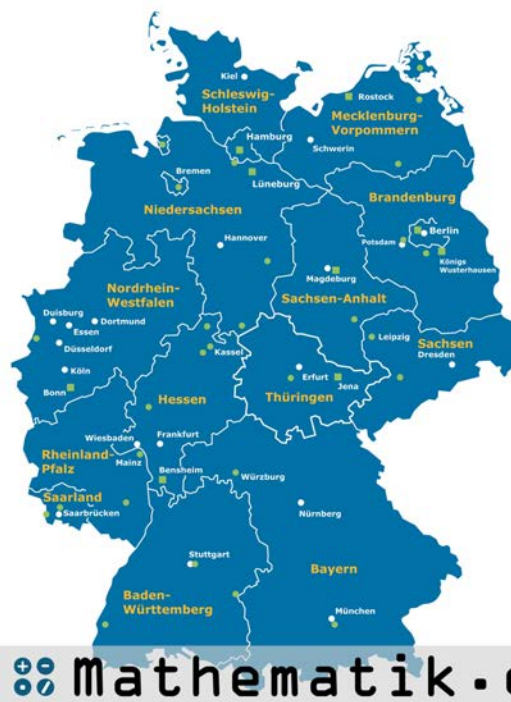 Kiel
Schleswig-
Holstein
Rostock
Mecklenburg-
Vorpommern
Hamburg
Schwerin
Bremen
Lüneburg
Brandenburg
Niedersachsen
Hannover
Berlin
Potsdam
Königs
Wusterhausen
Magdeburg
Nordrhein-
Westfalen
Sachsen-Anhalt
Duisburg
Dortmund
Essen
Düsseldorf
Leipzig
Sachsen
Dresden
Kassel
Köln
Erfurt
Jena
Bonn
Hessen
Thüringen
Wiesbaden
Frankfurt
Rheinland-
Pfalz
Mainz
Bensheim
Würzburg
Saarland
Saarbrücken
Nürnberg
Stuttgart
Bayern
Baden-
Württemberg
München
Mathematik.